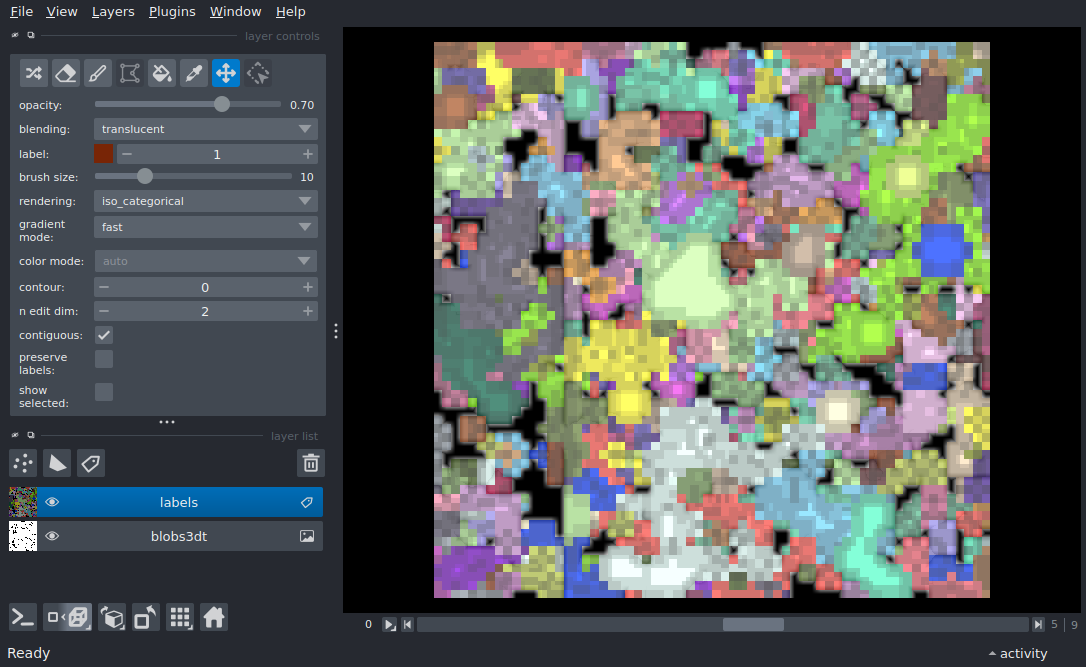 File View Layers Plugins Window Help
layer controls
opacity: 0.70
blending: translucent
label: 1
brush size: 10
rendering: iso_categorical
gradient
mode: fast
color mode: auto
contour: 0
n edit dim: 2
contiguous:
preserve
labels:
show
selected:
layer list
labels
blobs3dt
0 5 | 9
Ready activity